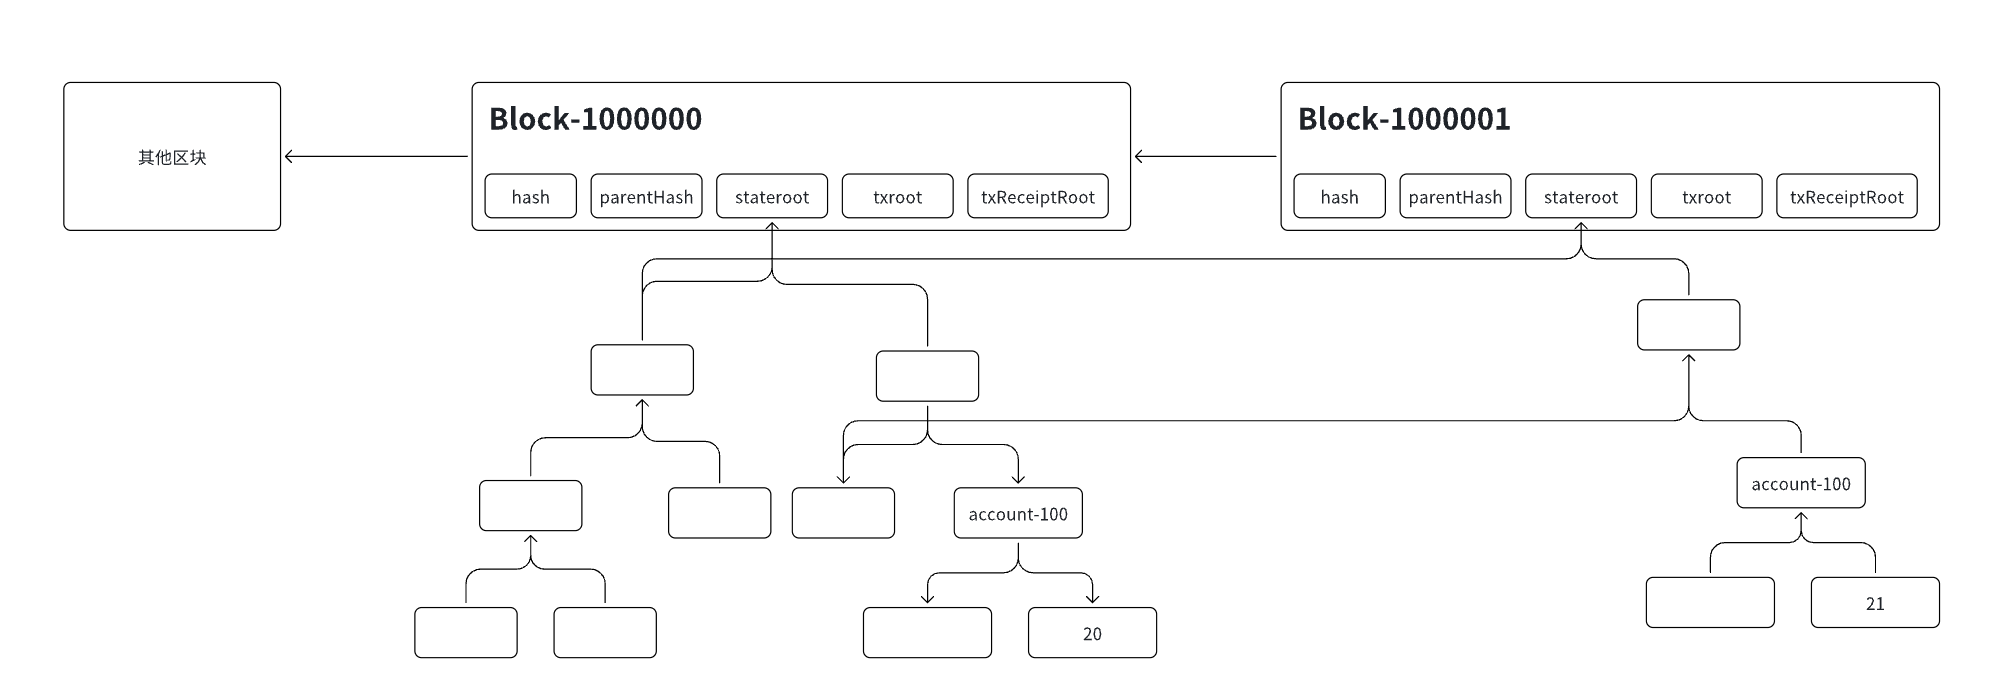 其他区块
Block-1000000
hash
parentHash
stateroot
txroot
txReceiptRoot
Block-1000001
hash
parentHash
stateroot
txroot
txReceiptRoot
account-100
20
account-100
21